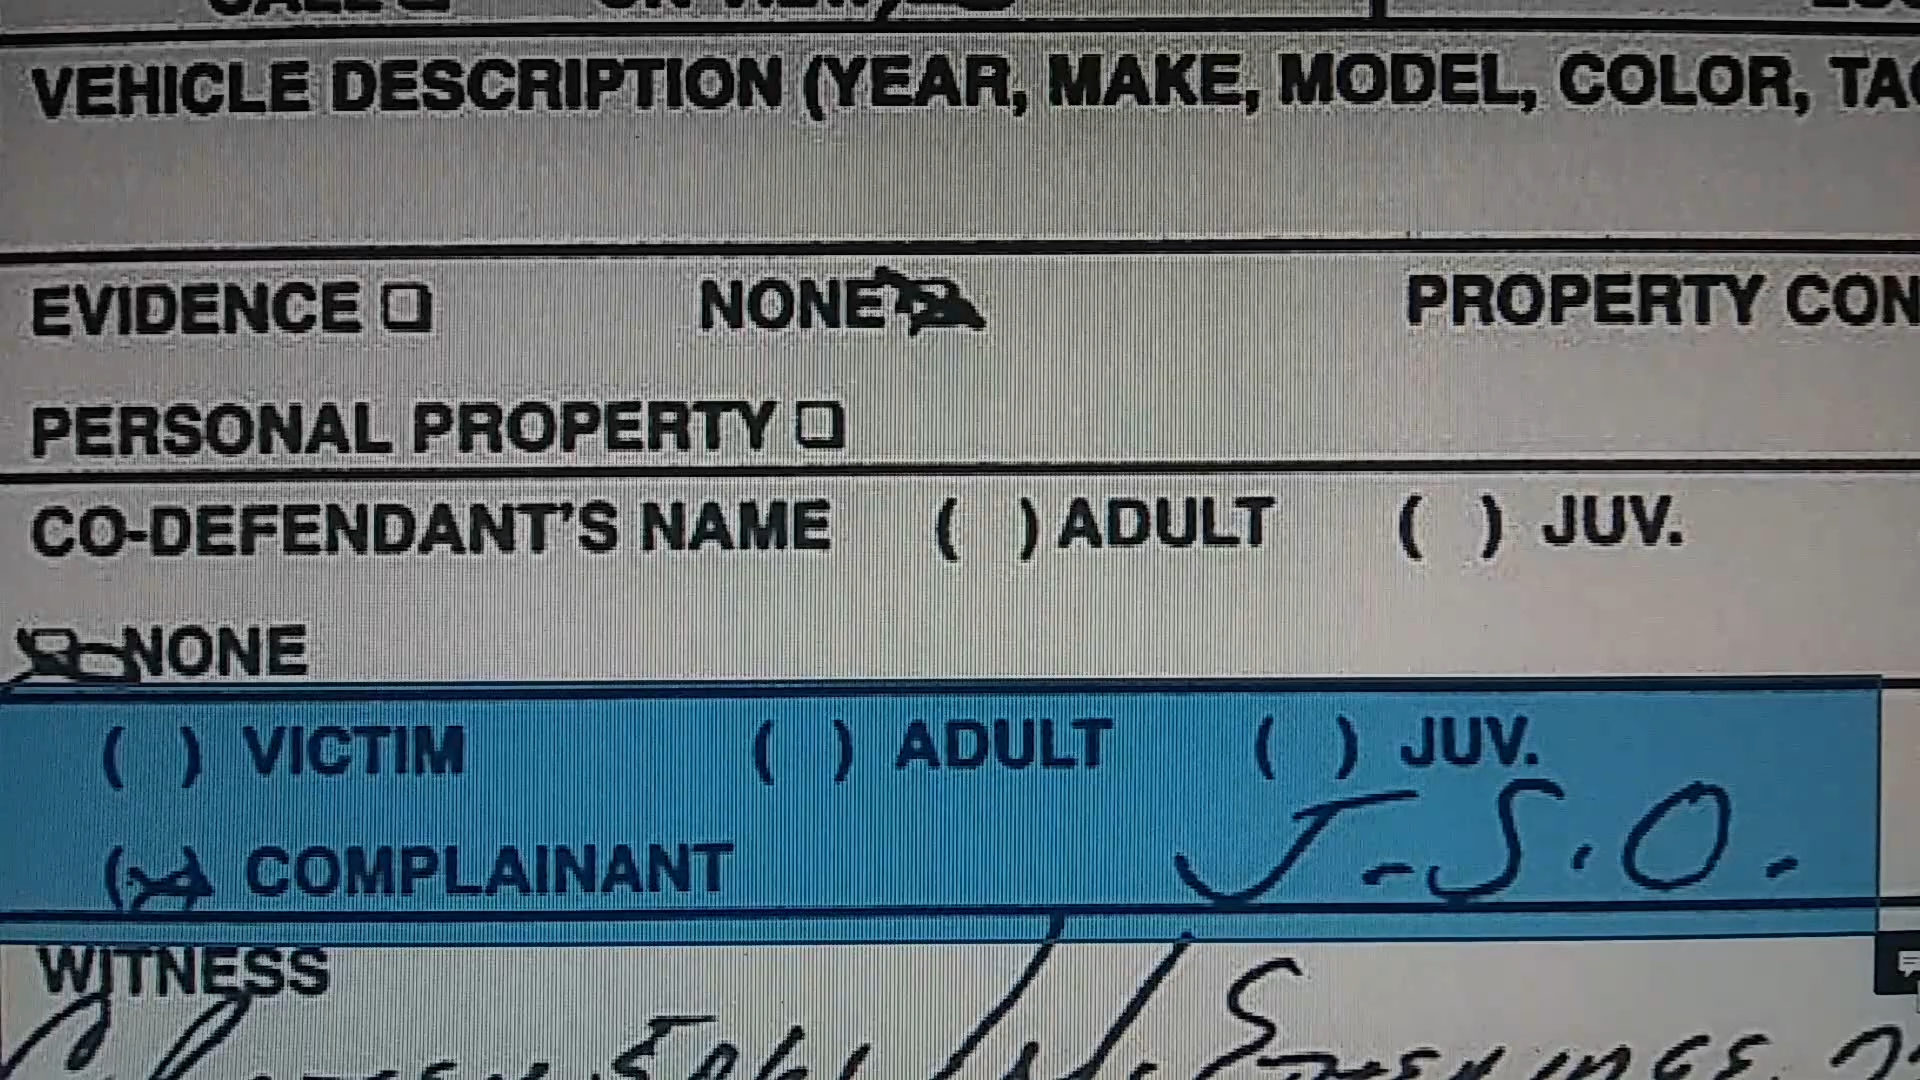 VEHICLE DESCRIPTION (YEAR, MAKE, MODEL, COLOR, TAG
EVIDENCE NONE PROPERTY CON
PERSONAL PROPERTY
CO-DEFENDANT'S NAME ( ) ADULT ( ) JUV.
NONE
( ) VICTIM ( ) ADULT ( ) JUV.
(X) COMPLAINANT J.S.O.
WITNESS